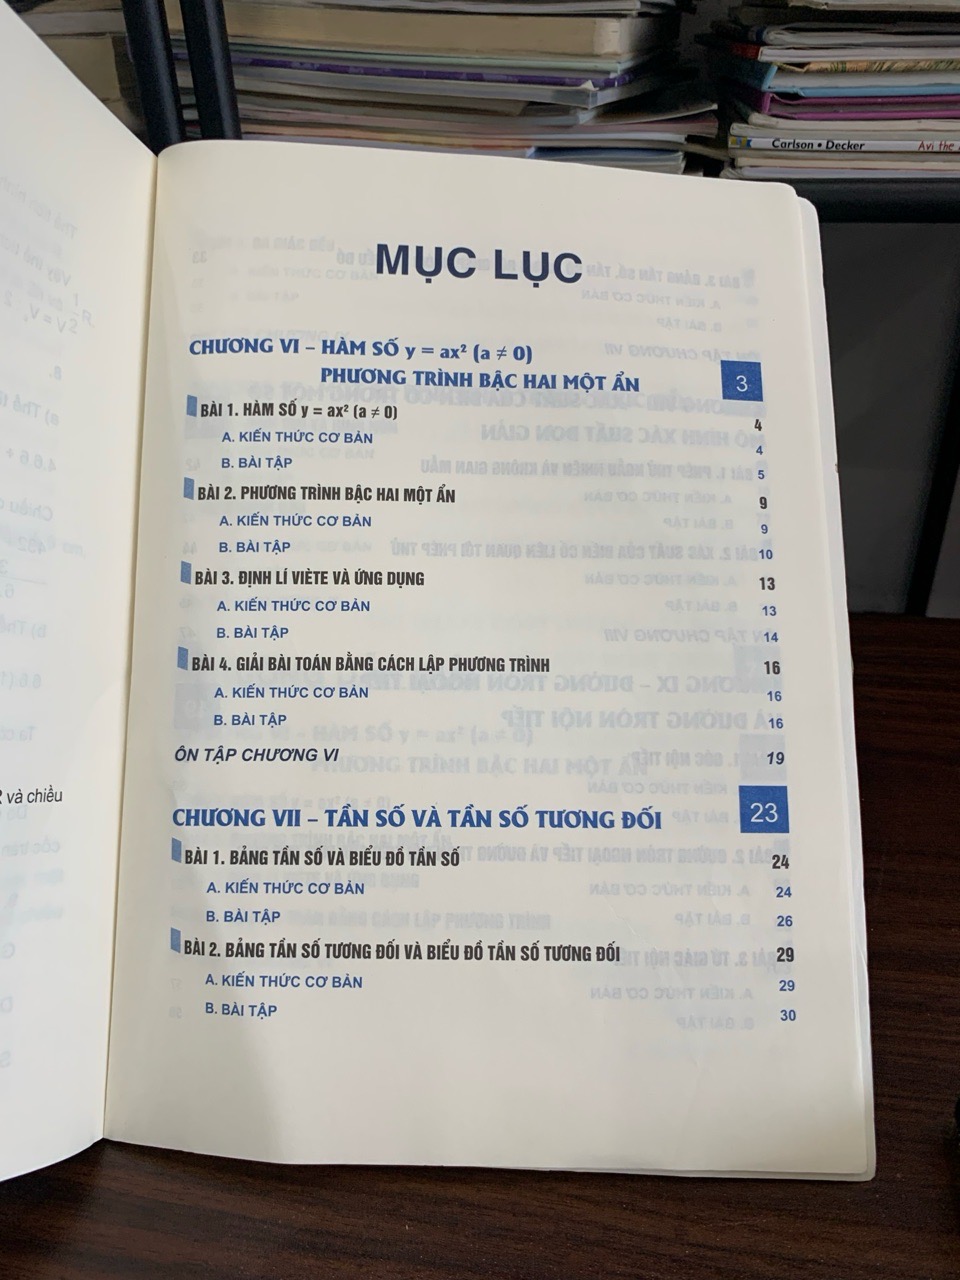 Carlson • Decker
Avi the
MỤC LỤC
CHƯƠNG VI – HÀM SỐ y = ax² (a ≠ 0)
PHƯƠNG TRÌNH BẬC HAI MỘT ẨN 3
BÀI 1. HÀM SỐ y = ax² (a ≠ 0) 4
A. KIẾN THỨC CƠ BẢN 4
B. BÀI TẬP 5
BÀI 2. PHƯƠNG TRÌNH BẬC HAI MỘT ẨN 9
A. KIẾN THỨC CƠ BẢN 9
B. BÀI TẬP 10
BÀI 3. ĐỊNH LÍ VIÈTE VÀ ỨNG DỤNG 13
A. KIẾN THỨC CƠ BẢN 13
B. BÀI TẬP 14
BÀI 4. GIẢI BÀI TOÁN BẰNG CÁCH LẬP PHƯƠNG TRÌNH 16
A. KIẾN THỨC CƠ BẢN 16
B. BÀI TẬP 16
ÔN TẬP CHƯƠNG VI 19
và chiều
CHƯƠNG VII – TẦN SỐ VÀ TẦN SỐ TƯƠNG ĐỐI 23
BÀI 1. BẢNG TẦN SỐ VÀ BIỂU ĐỒ TẦN SỐ 24
A. KIẾN THỨC CƠ BẢN 24
B. BÀI TẬP 26
BÀI 2. BẢNG TẦN SỐ TƯƠNG ĐỐI VÀ BIỂU ĐỒ TẦN SỐ TƯƠNG ĐỐI 29
A. KIẾN THỨC CƠ BẢN 29
B. BÀI TẬP 30